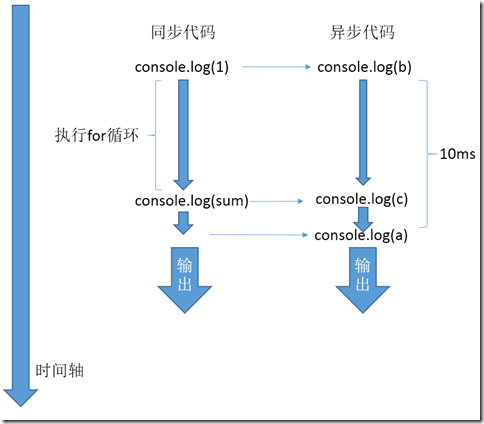 同步代码
异步代码
console.log(1)
console.log(b)
执行for循环
10ms
console.log(sum)
console.log(c)
console.log(a)
输出
输出
时间轴